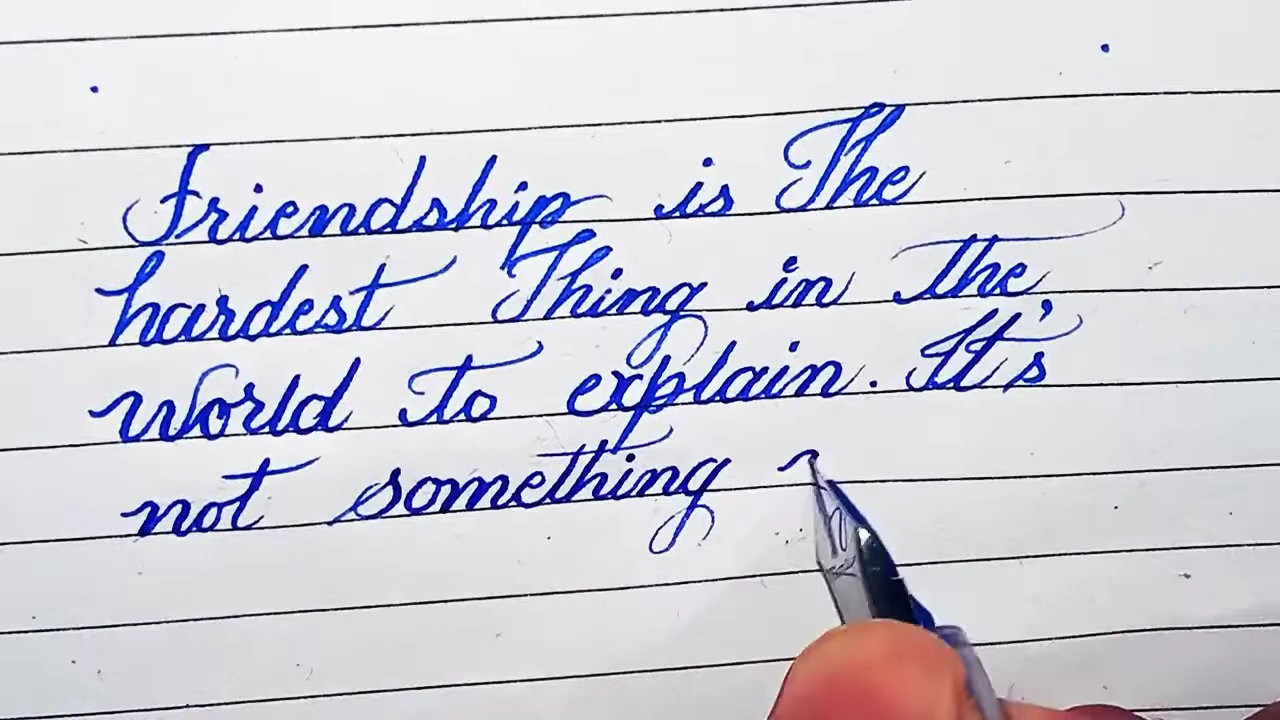 Friendship is The
hardest Thing in the
World to explain. It's
not something